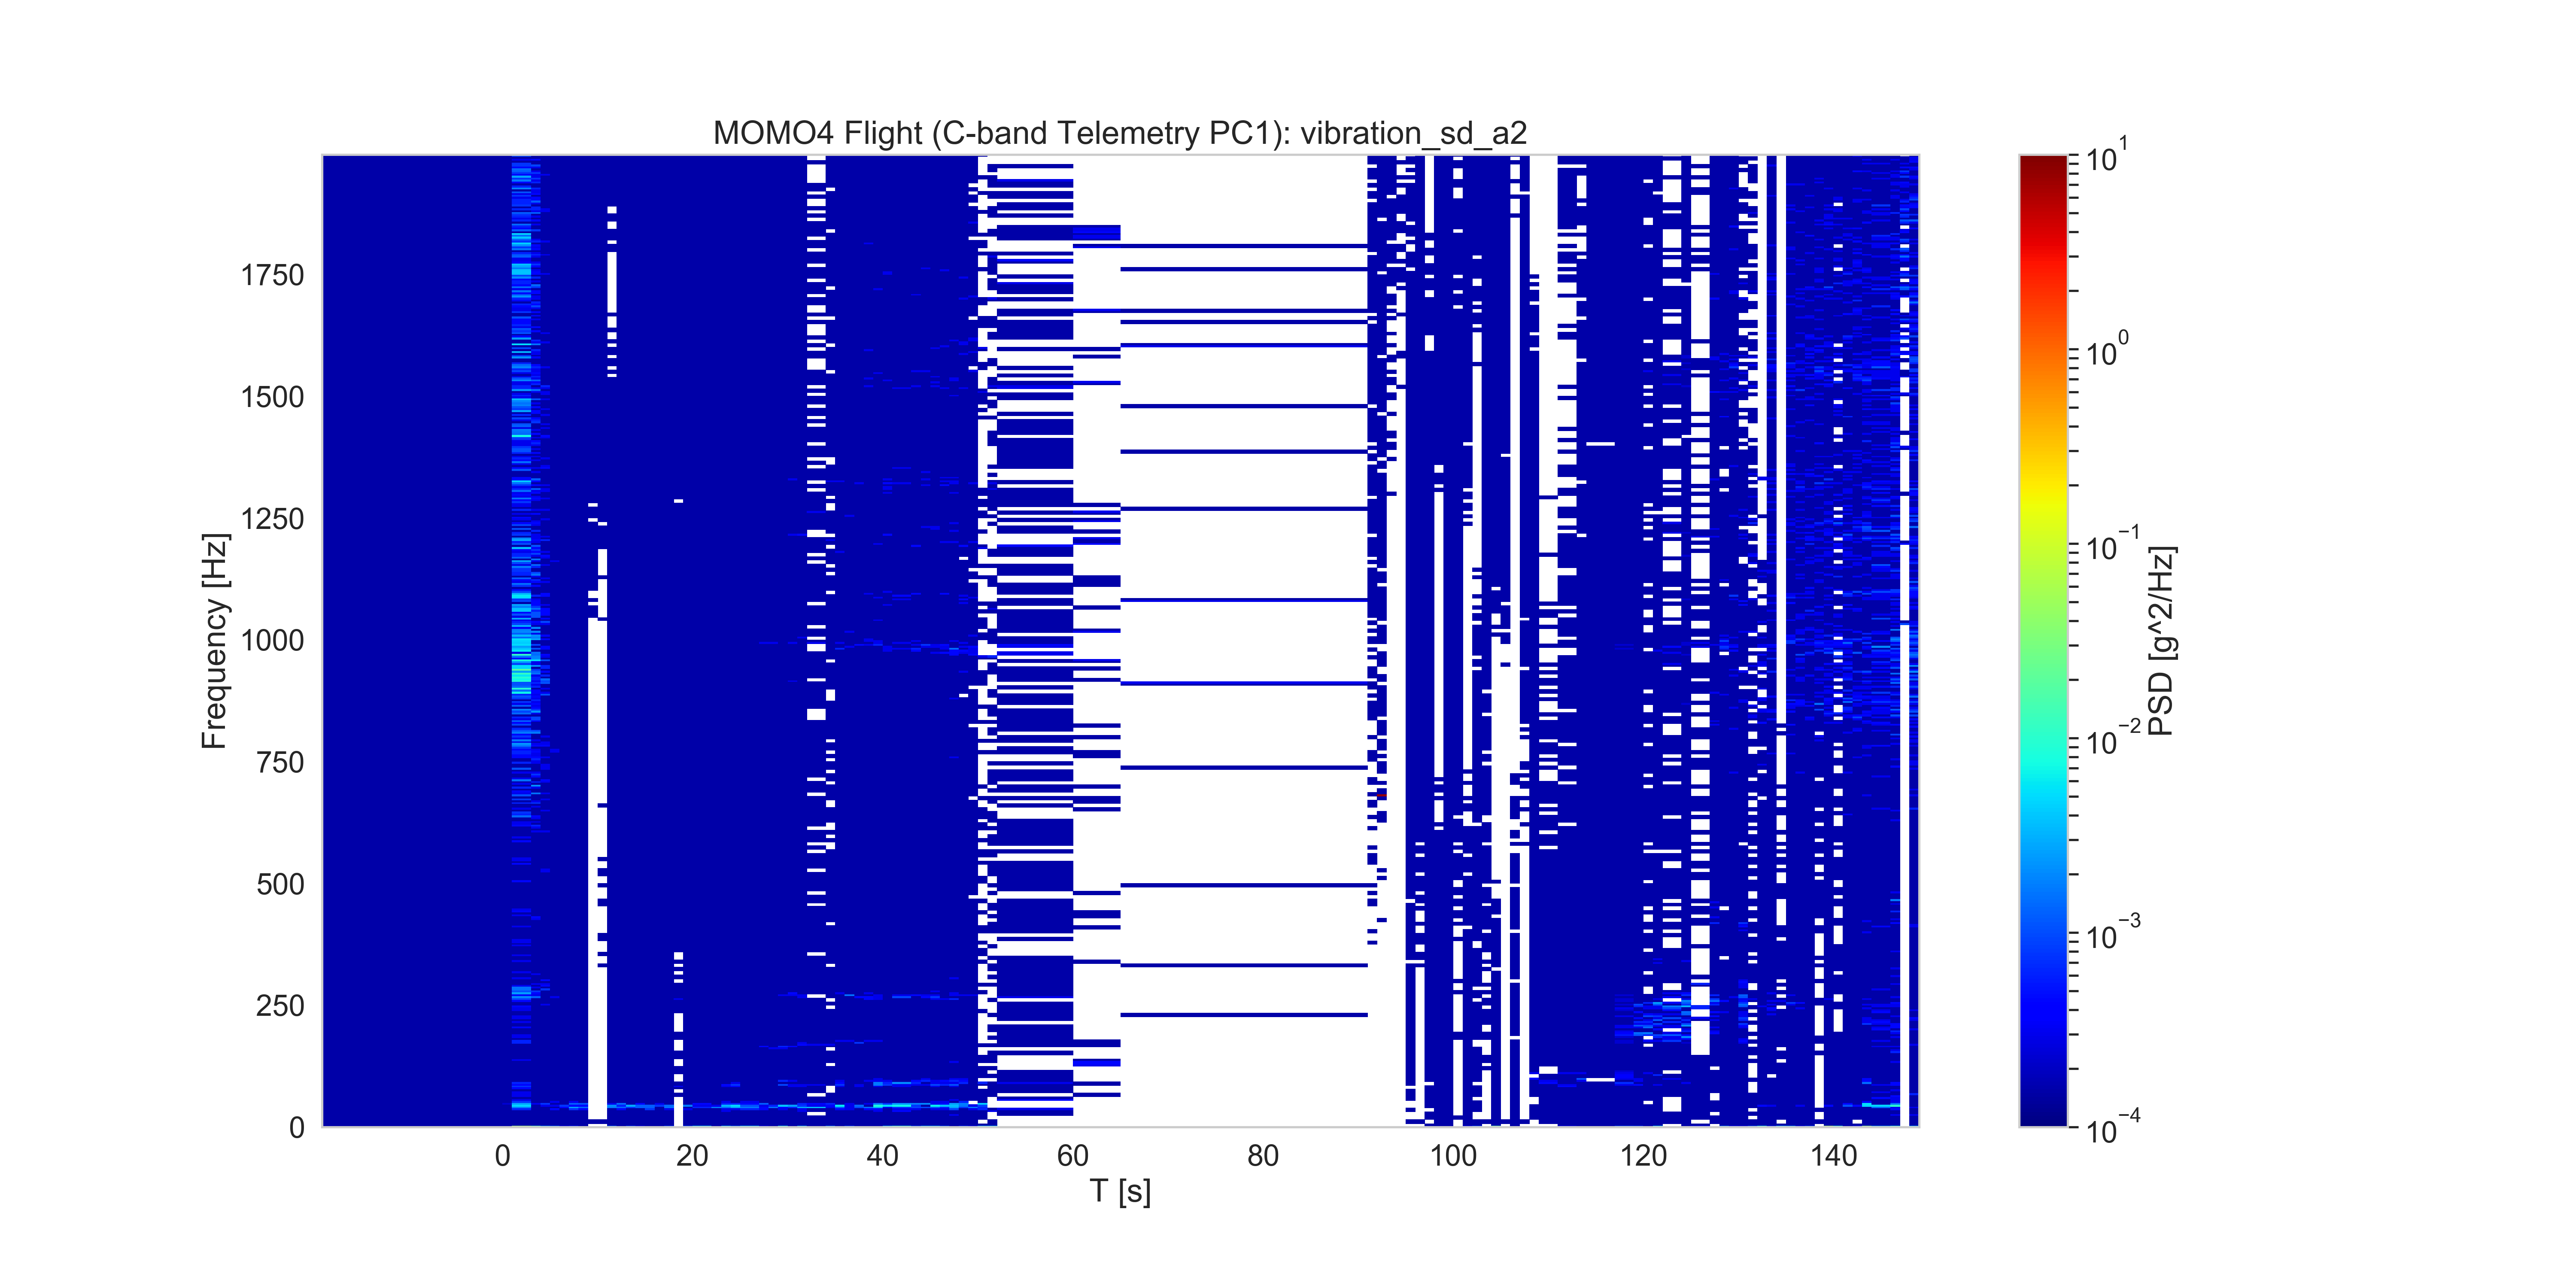 MOMO4 Flight (C-band Telemetry PC1): vibration_sd_a2
Frequency [Hz]
1750
1500
1250
1000
750
500
250
0
0 20 40 60 80 100 120 140
T [s]
10^1
10^0
10^−1
10^−2
10^−3
10^−4
PSD [g^2/Hz]